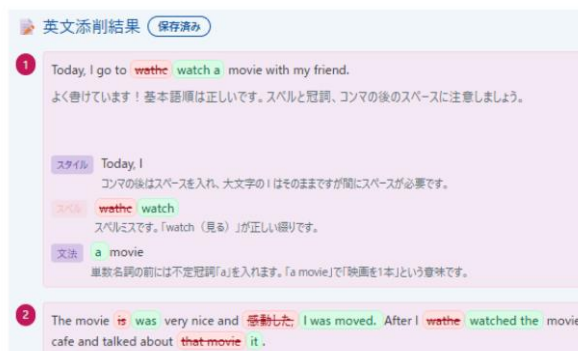 英文添削結果 保存済み
1
Today, I go to wathc watch a movie with my friend.
よく書けています！基本語順は正しいです。スペルと冠詞、コンマの後のスペースに注意しましょう。
スタイル Today, I
コンマの後はスペースを入れ、大文字の I はそのままですが間にスペースが必要です。
スペル wathc watch
スペルミスです。「watch（見る）」が正しい綴りです。
文法 a movie
単数名詞の前には不定冠詞「a」を入れます。「a movie」で「映画を1本」という意味です。
2
The movie is was very nice and 感動した; I was moved. After I wathc watched the movie
cafe and talked about that movie it .